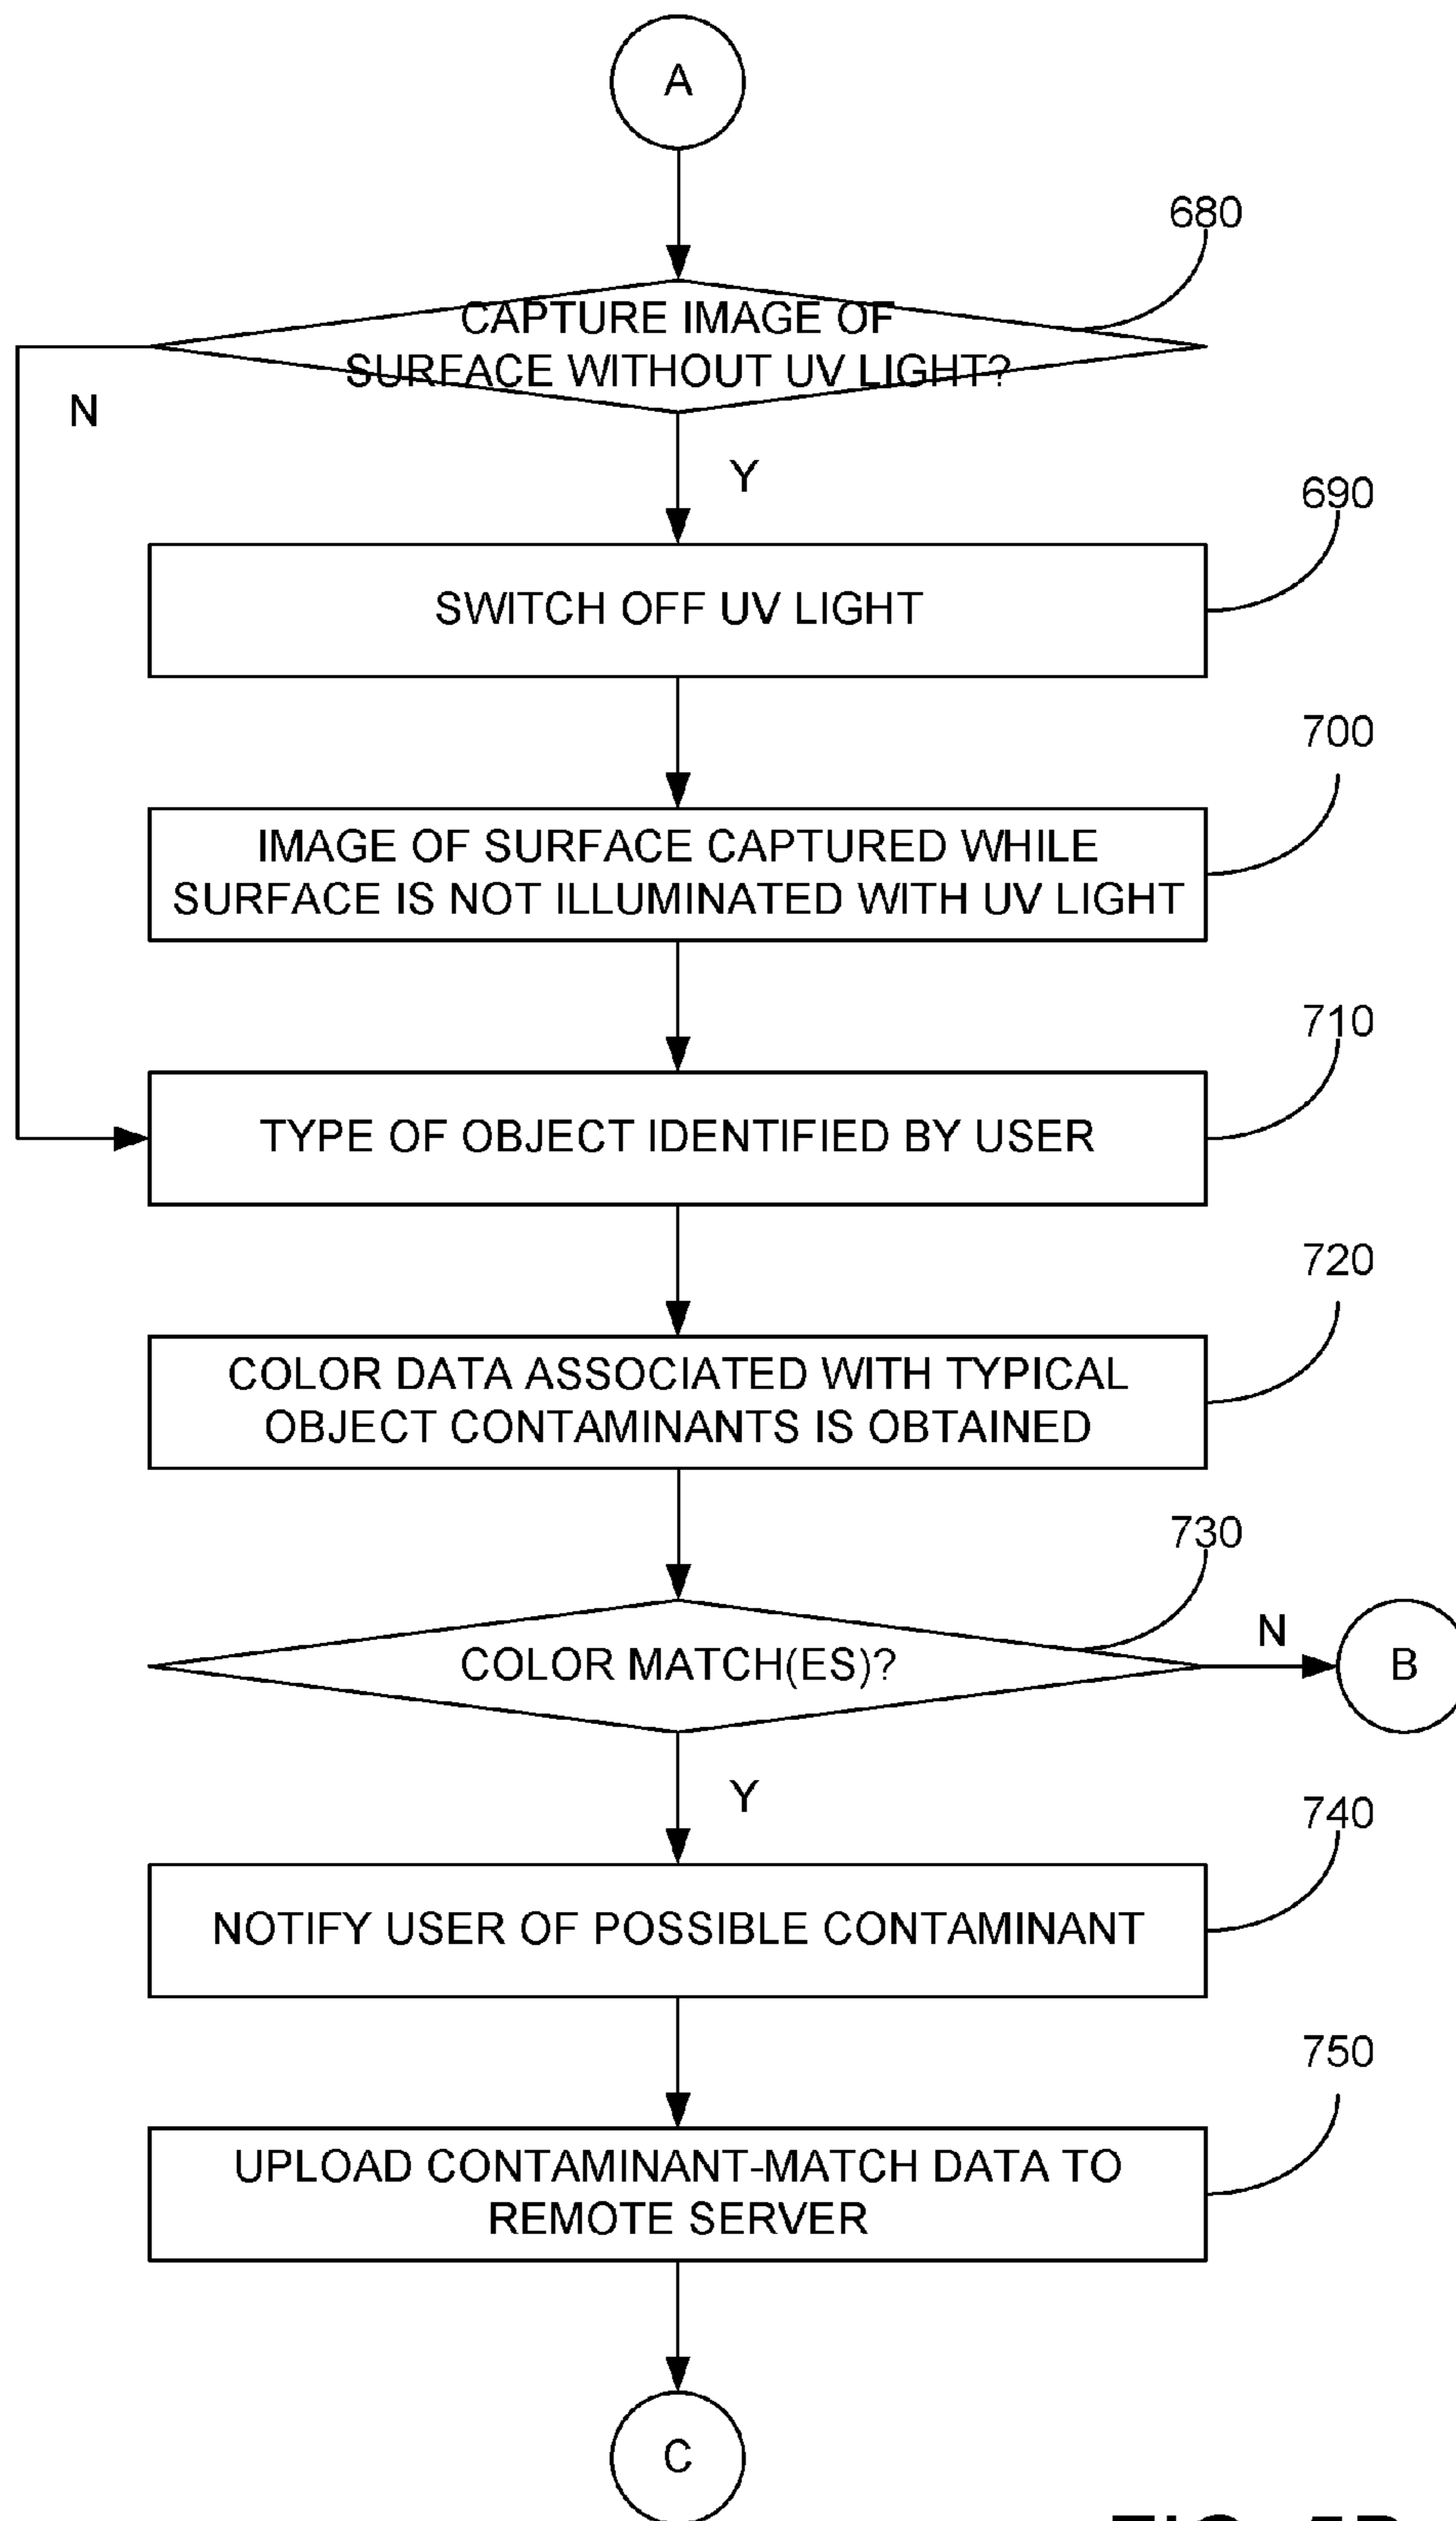 A
680
CAPTURE IMAGE OF
SURFACE WITHOUT UV LIGHT?
N
Y
690
SWITCH OFF UV LIGHT
700
IMAGE OF SURFACE CAPTURED WHILE
SURFACE IS NOT ILLUMINATED WITH UV LIGHT
710
TYPE OF OBJECT IDENTIFIED BY USER
720
COLOR DATA ASSOCIATED WITH TYPICAL
OBJECT CONTAMINANTS IS OBTAINED
730
COLOR MATCH(ES)?
N
B
Y
740
NOTIFY USER OF POSSIBLE CONTAMINANT
750
UPLOAD CONTAMINANT-MATCH DATA TO
REMOTE SERVER
C